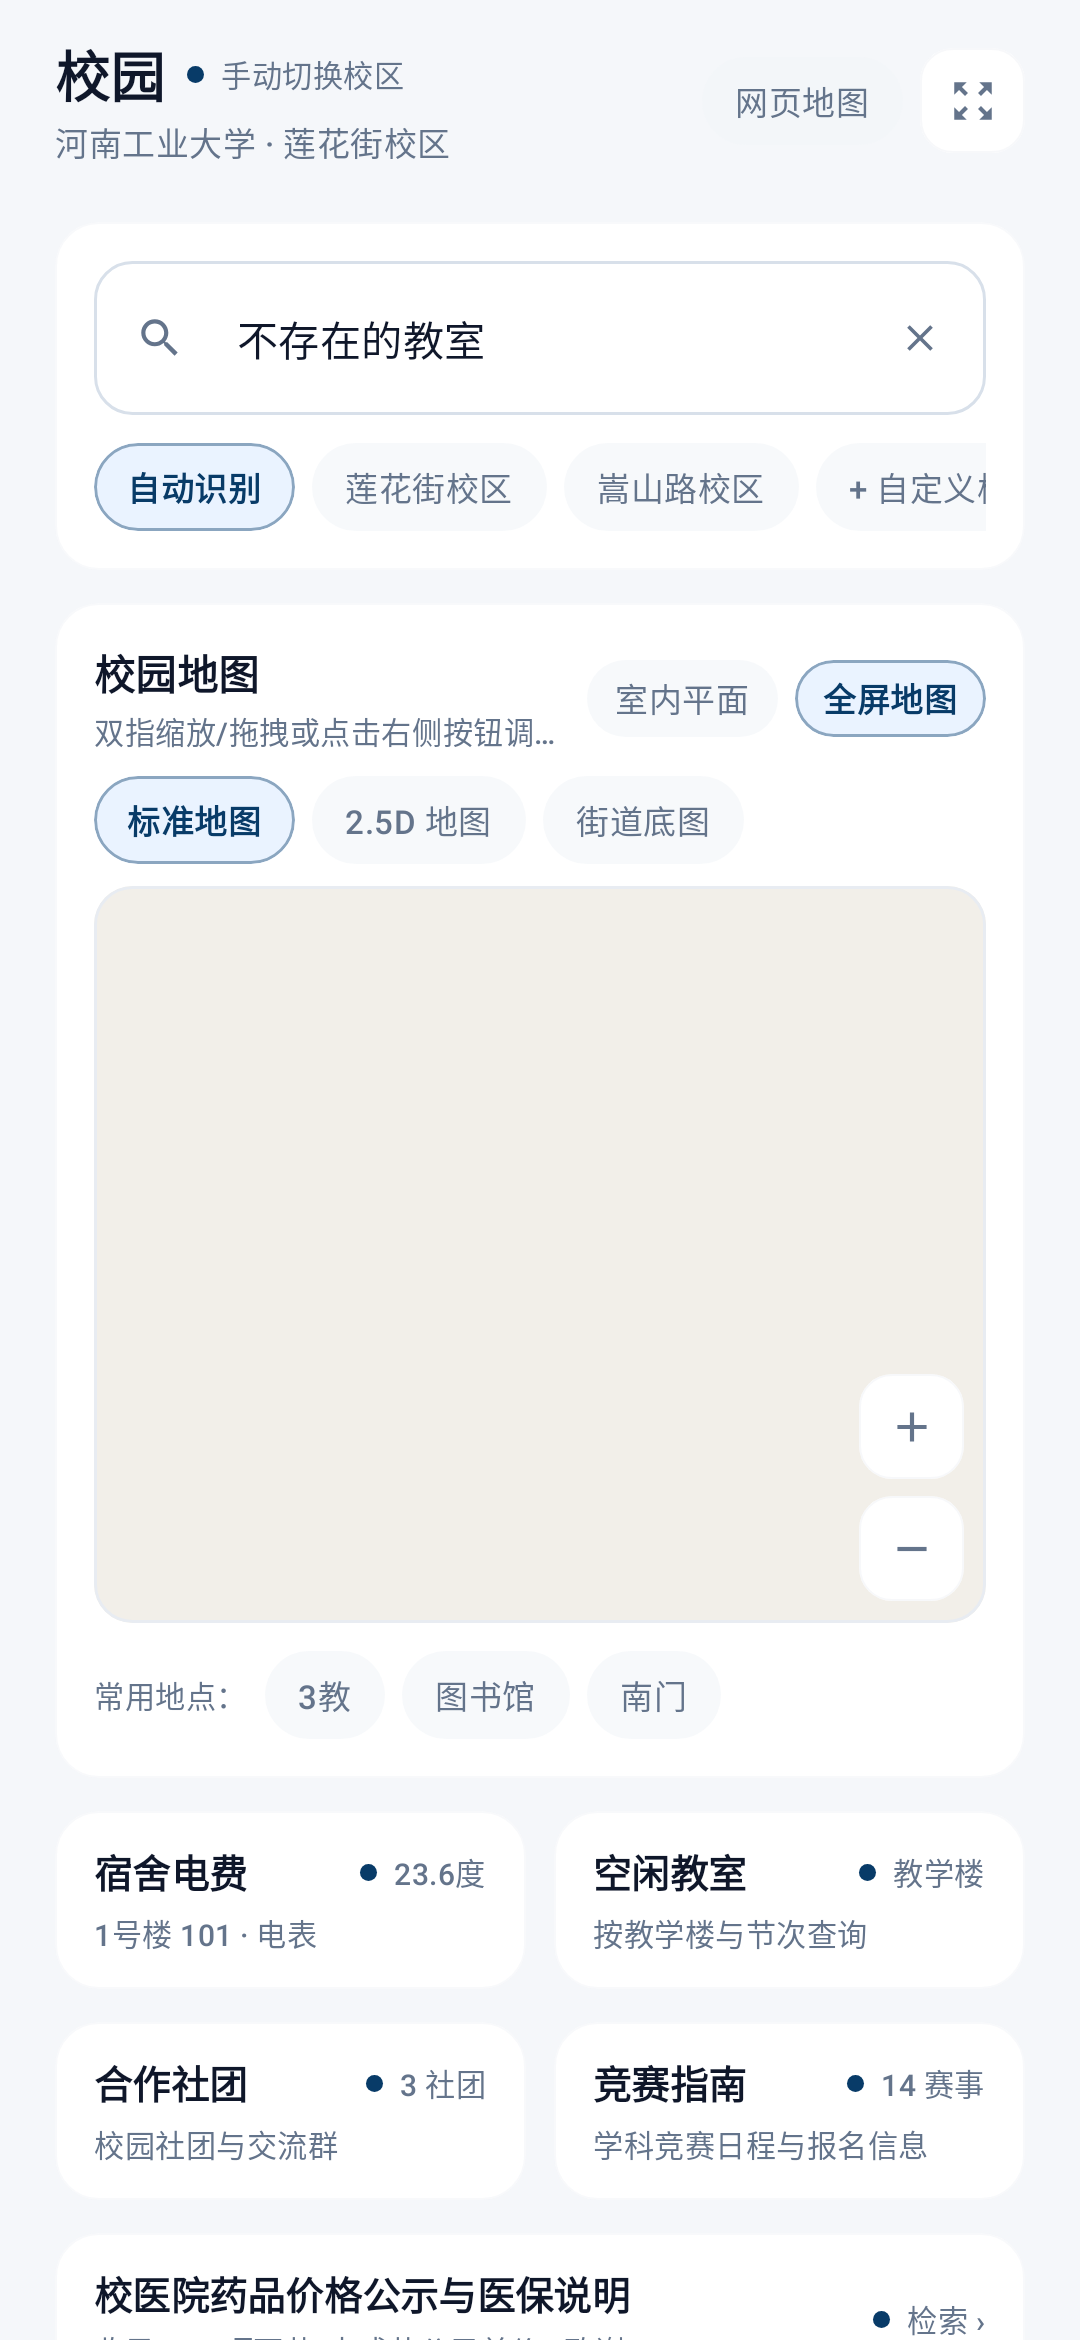 校园 手动切换校区
河南工业大学 · 莲花街校区
网页地图
不存在的教室
自动识别 莲花街校区 嵩山路校区 + 自定义
校园地图
双指缩放/拖拽或点击右侧按钮调...
室内平面 全屏地图
标准地图 2.5D 地图 街道底图
+
−
常用地点： 3教 图书馆 南门
宿舍电费 23.6度
1号楼 101 · 电表
空闲教室 教学楼
按教学楼与节次查询
合作社团 3 社团
校园社团与交流群
竞赛指南 14 赛事
学科竞赛日程与报名信息
校医院药品价格公示与医保说明
检索 ›